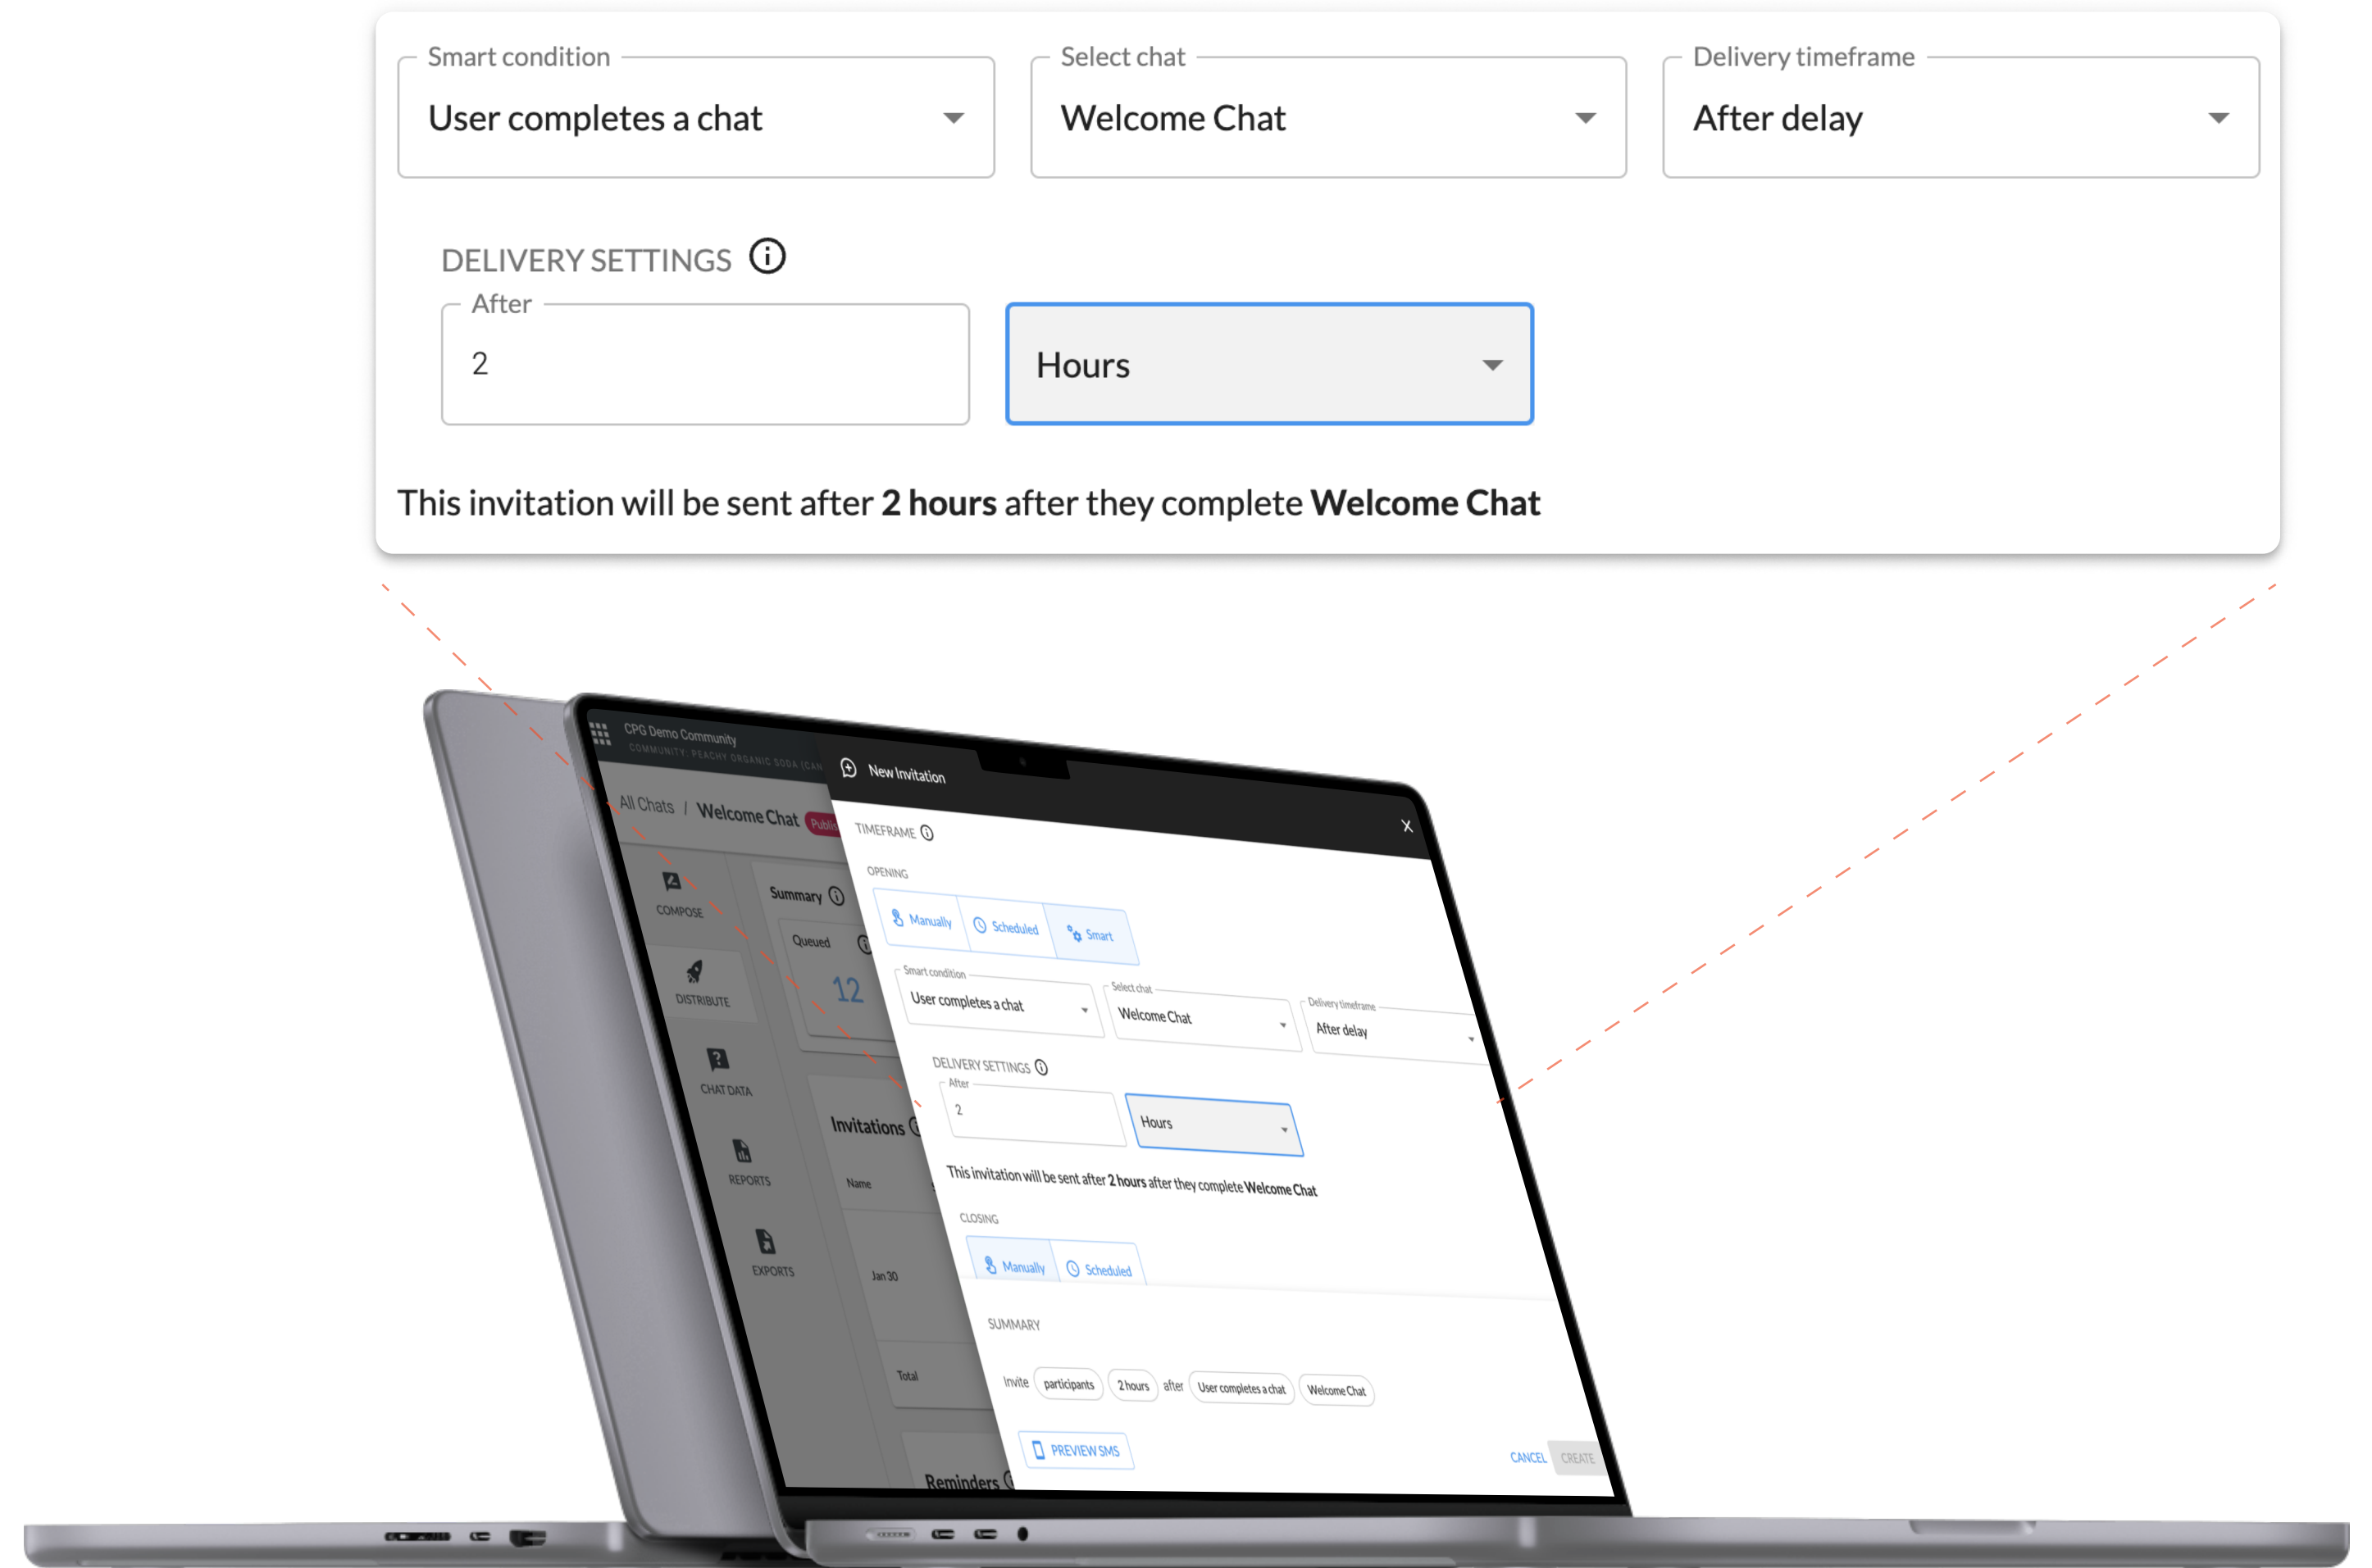 Smart condition
User completes a chat
Select chat
Welcome Chat
Delivery timeframe
After delay
DELIVERY SETTINGS
After
2
Hours
This invitation will be sent after 2 hours after they complete Welcome Chat
CPG Demo Community
COMMUNITY: PEACHY ORGANIC SODA (CAN
All Chats / Welcome Chat
COMPOSE
DISTRIBUTE
CHAT DATA
REPORTS
EXPORTS
Summary
Queued
12
Invitations
Name
Jan 30
Total
Reminders
New Invitation
X
TIMEFRAME
OPENING
Manually
Scheduled
Smart
Smart condition
User completes a chat
Select chat
Welcome Chat
Delivery timeframe
After delay
DELIVERY SETTINGS
After
2
Hours
This invitation will be sent after 2 hours after they complete Welcome Chat
CLOSING
Manually
Scheduled
SUMMARY
Invite participants 2 hours after User completes a chat Welcome Chat
PREVIEW SMS
CANCEL
CREATE